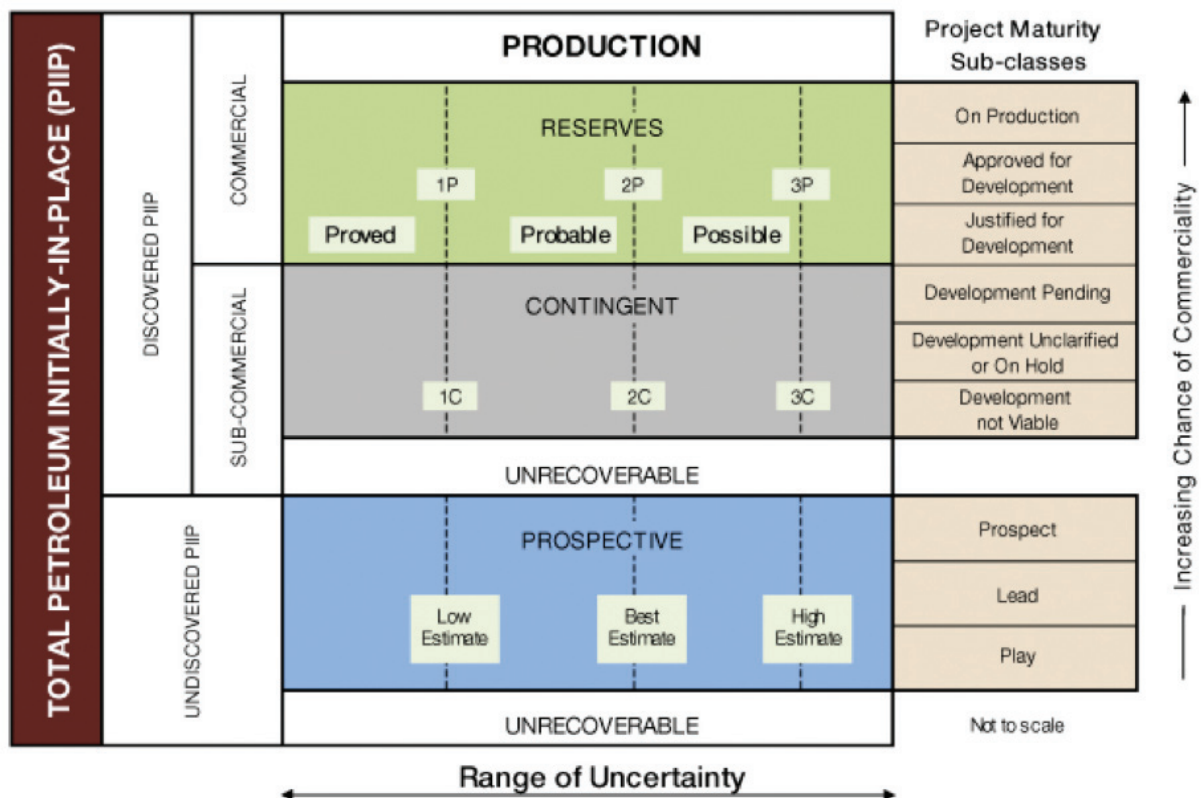 TOTAL PETROLEUM INITIALLY-IN-PLACE (PIIP)
DISCOVERED PIIP
UNDISCOVERED PIIP
COMMERCIAL
SUB-COMMERCIAL
PRODUCTION
RESERVES
1P
2P
3P
Proved
Probable
Possible
CONTINGENT
1C
2C
3C
UNRECOVERABLE
PROSPECTIVE
Low
Estimate
Best
Estimate
High
Estimate
UNRECOVERABLE
Range of Uncertainty
Project Maturity
Sub-classes
On Production
Approved for
Development
Justified for
Development
Development Pending
Development Unclarified
or On Hold
Development
not Viable
Prospect
Lead
Play
Not to scale
Increasing Chance of Commerciality